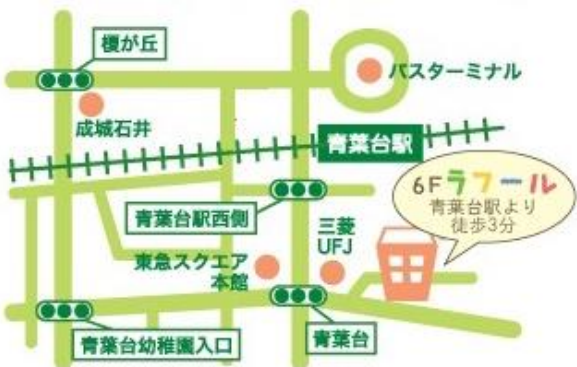 榎が丘
バスターミナル
成城石井
青葉台駅
6Fラフール
青葉台駅より
徒歩3分
青葉台駅西側
三菱
UFJ
東急スクエア
本館
青葉台幼稚園入口
青葉台